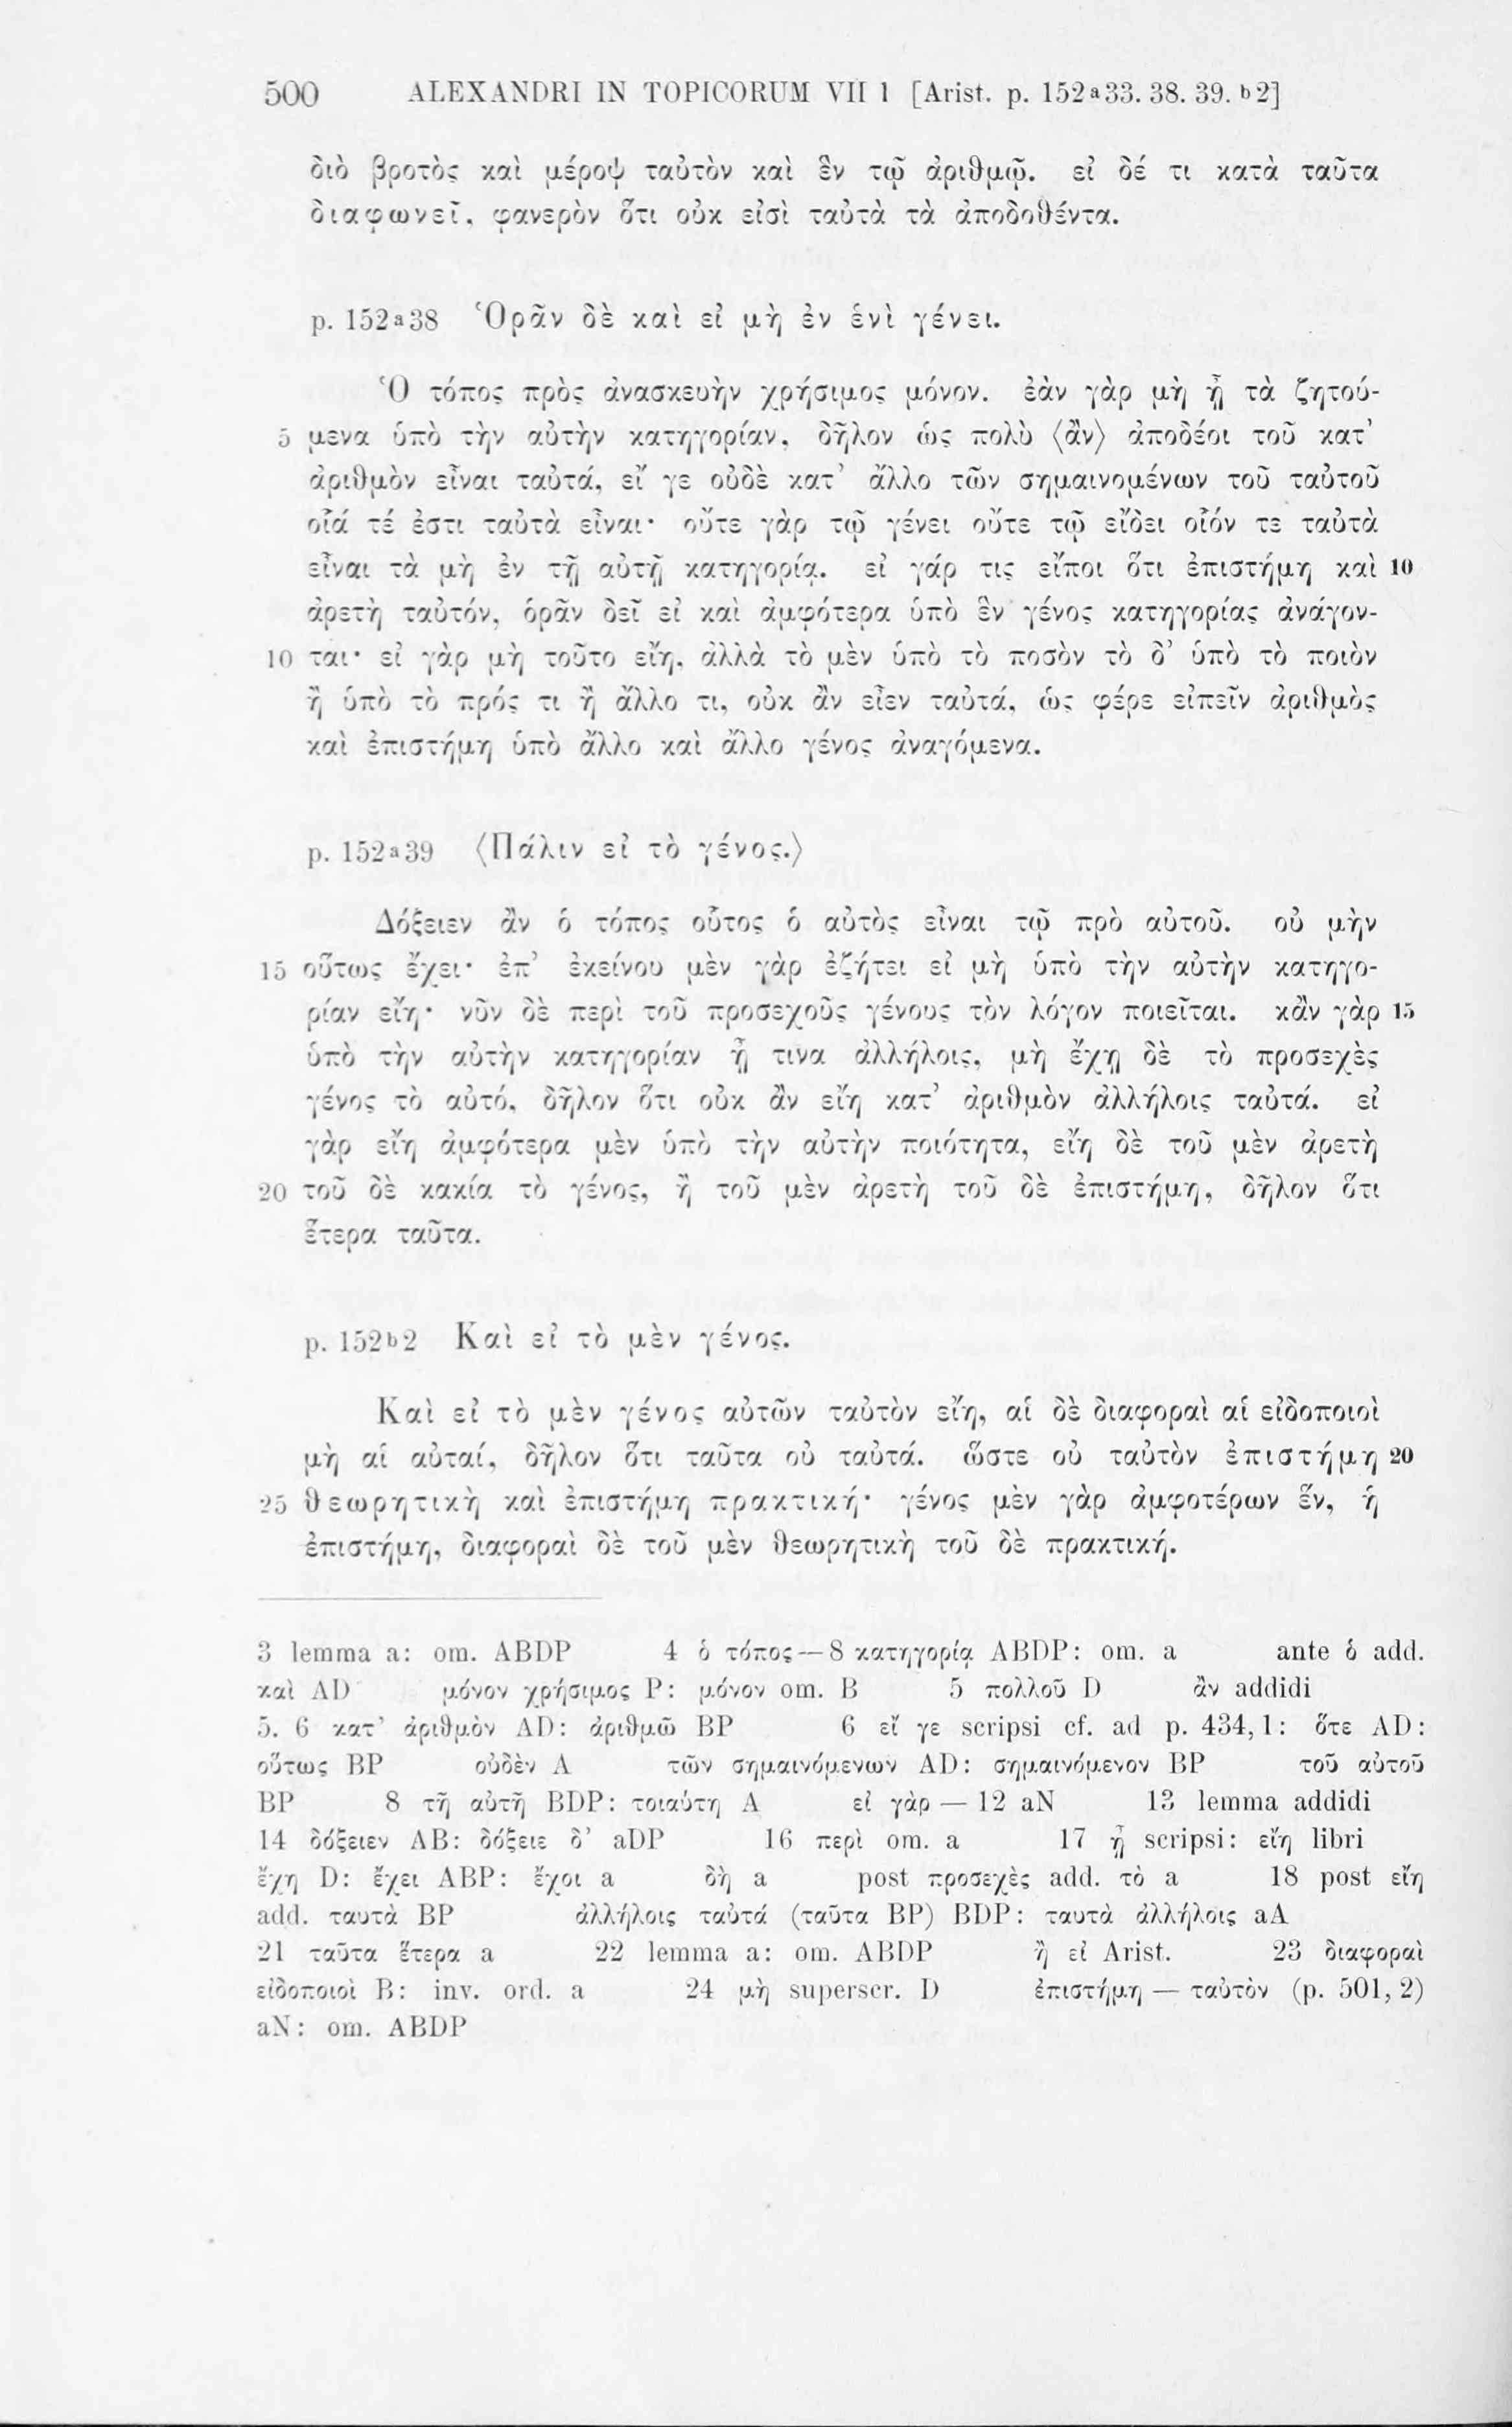 500 ALEXANDRI IN TOPICORUM VII 1 [Arist. p. 152ª33. 38. 39. ᵇ2]
διὸ βροτὸς καὶ μέροψ ταὐτὸν καὶ ἓν τῷ ἀριθμῷ. εἰ δέ τι κατὰ ταῦτα
διαφωνεῖ, φανερὸν ὅτι οὐκ εἰσὶ ταὐτὰ τὰ ἀποδοθέντα.
p. 152ª38 Ὁρᾶν δὲ καὶ εἰ μὴ ἐν ἑνὶ γένει.
Ὁ τόπος πρὸς ἀνασκευὴν χρήσιμος μόνον. ἐὰν γὰρ μὴ ᾖ τὰ ζητού-
5 μενα ὑπὸ τὴν αὐτὴν κατηγορίαν, δῆλον ὡς πολὺ ⟨ἂν⟩ ἀποδέοι τοῦ κατ’
ἀριθμὸν εἶναι ταὐτά, εἴ γε οὐδὲ κατ’ ἄλλο τῶν σημαινομένων τοῦ ταὐτοῦ
οἷά τέ ἐστι ταὐτὰ εἶναι· οὔτε γὰρ τῷ γένει οὔτε τῷ εἴδει οἷόν τε ταὐτὰ
εἶναι τὰ μὴ ἐν τῇ αὐτῇ κατηγορίᾳ. εἰ γάρ τις εἴποι ὅτι ἐπιστήμη καὶ 10
ἀρετὴ ταὐτόν, ὁρᾶν δεῖ εἰ καὶ ἀμφότερα ὑπὸ ἓν γένος κατηγορίας ἀνάγον-
10 ται· εἰ γὰρ μὴ τοῦτο εἴη, ἀλλὰ τὸ μὲν ὑπὸ τὸ ποσὸν τὸ δ’ ὑπὸ τὸ ποιὸν
ἢ ὑπὸ τὸ πρός τι ἢ ἄλλο τι, οὐκ ἂν εἶεν ταὐτά, ὡς φέρε εἰπεῖν ἀριθμὸς
καὶ ἐπιστήμη ὑπὸ ἄλλο καὶ ἄλλο γένος ἀναγόμενα.
p. 152ª39 ⟨Πάλιν εἰ τὸ γένος.⟩
Δόξειεν ἂν ὁ τόπος οὗτος ὁ αὐτὸς εἶναι τῷ πρὸ αὐτοῦ. οὐ μὴν
15 οὕτως ἔχει· ἐπ’ ἐκείνου μὲν γὰρ ἐζήτει εἰ μὴ ὑπὸ τὴν αὐτὴν κατηγο-
ρίαν εἴη· νῦν δὲ περὶ τοῦ προσεχοῦς γένους τὸν λόγον ποιεῖται. κἂν γὰρ 15
ὑπὸ τὴν αὐτὴν κατηγορίαν ᾖ τινα ἀλλήλοις, μὴ ἔχῃ δὲ τὸ προσεχὲς
γένος τὸ αὐτό, δῆλον ὅτι οὐκ ἂν εἴη κατ’ ἀριθμὸν ἀλλήλοις ταὐτά. εἰ
γὰρ εἴη ἀμφότερα μὲν ὑπὸ τὴν αὐτὴν ποιότητα, εἴη δὲ τοῦ μὲν ἀρετὴ
20 τοῦ δὲ κακία τὸ γένος, ἢ τοῦ μὲν ἀρετὴ τοῦ δὲ ἐπιστήμη, δῆλον ὅτι
ἕτερα ταῦτα.
p. 152ᵇ2 Καὶ εἰ τὸ μὲν γένος.
Καὶ εἰ τὸ μὲν γένος αὐτῶν ταὐτὸν εἴη, αἱ δὲ διαφοραὶ αἱ εἰδοποιοὶ
μὴ αἱ αὐταί, δῆλον ὅτι ταῦτα οὐ ταὐτά. ὥστε οὐ ταὐτὸν ἐπιστήμη 20
25 θεωρητικὴ καὶ ἐπιστήμη πρακτική· γένος μὲν γὰρ ἀμφοτέρων ἕν, ἡ
ἐπιστήμη, διαφοραὶ δὲ τοῦ μὲν θεωρητικὴ τοῦ δὲ πρακτική.
3 lemma a: om. ABDP 4 ὁ τόπος — 8 κατηγορίᾳ ABDP: om. a ante ὁ add.
καὶ AD μόνον χρήσιμος P: μόνον om. B 5 πολλοῦ D ἂν addidi
5. 6 κατ’ ἀριθμὸν AD: ἀριθμῶ BP 6 εἴ γε scripsi cf. ad p. 434, 1: ὅτε AD:
οὕτως BP οὐδὲν A τῶν σημαινόμενων AD: σημαινόμενον BP τοῦ αὐτοῦ
BP 8 τῇ αὐτῇ BDP: τοιαύτη A εἰ γὰρ — 12 aN 13 lemma addidi
14 δόξειεν AB: δόξειε δ’ aDP 16 περὶ om. a 17 ᾖ scripsi: εἴη libri
ἔχη D: ἔχει ABP: ἔχοι a δὴ a post προσεχὲς add. τὸ a 18 post εἴη
add. ταυτὰ BP ἀλλήλοις ταὐτά (ταῦτα BP) BDP: ταυτὰ ἀλλήλοις aA
21 ταῦτα ἕτερα a 22 lemma a: om. ABDP ἢ εἰ Arist. 23 διαφοραὶ
εἰδοποιοὶ B: inv. ord. a 24 μὴ superscr. D ἐπιστήμη — ταὐτὸν (p. 501, 2)
aN: om. ABDP